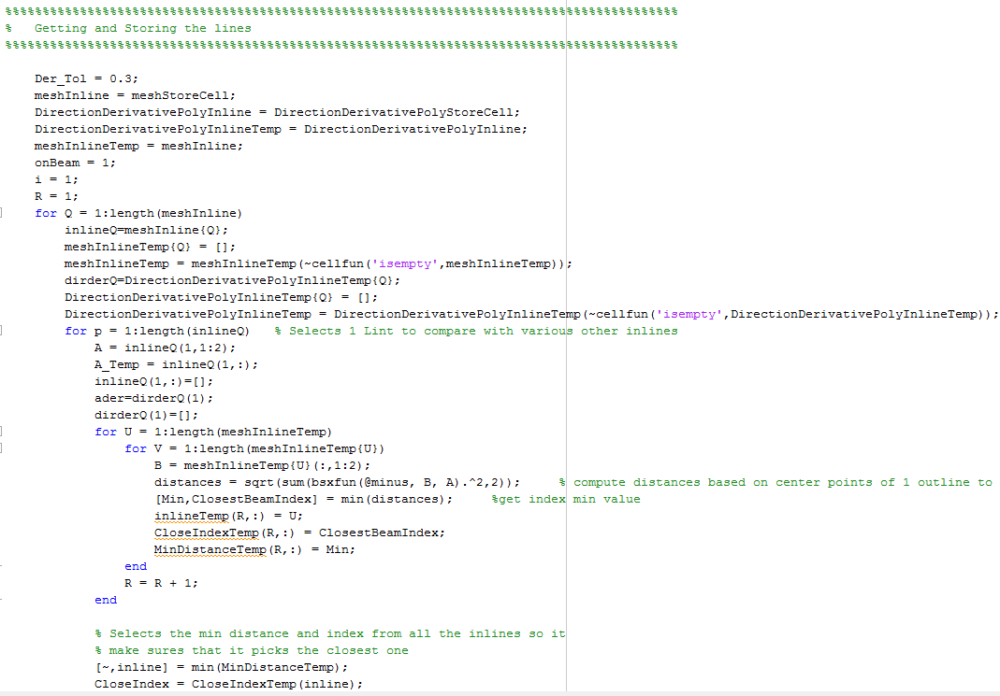 %%%%%%%%%%%%%%%%%%%%%%%%%%%%%%%%%%%%%%%%%%%%%%%%%%%%%%%%%%%%%%%%%%%%%%%%%%%%%%%%%%%%%%%%%%%%
%   Getting and Storing the lines
%%%%%%%%%%%%%%%%%%%%%%%%%%%%%%%%%%%%%%%%%%%%%%%%%%%%%%%%%%%%%%%%%%%%%%%%%%%%%%%%%%%%%%%%%%%%

    Der_Tol = 0.3;
    meshInline = meshStoreCell;
    DirectionDerivativePolyInline = DirectionDerivativePolyStoreCell;
    DirectionDerivativePolyInlineTemp = DirectionDerivativePolyInline;
    meshInlineTemp = meshInline;
    onBeam = 1;
    i = 1;
    R = 1;
    for Q = 1:length(meshInline)
        inlineQ=meshInline{Q};
        meshInlineTemp{Q} = [];
        meshInlineTemp = meshInlineTemp(~cellfun('isempty',meshInlineTemp));
        dirderQ=DirectionDerivativePolyInlineTemp{Q};
        DirectionDerivativePolyInlineTemp{Q} = [];
        DirectionDerivativePolyInlineTemp = DirectionDerivativePolyInlineTemp(~cellfun('isempty',DirectionDerivativePolyInlineTemp));
        for p = 1:length(inlineQ)   % Selects 1 Lint to compare with various other inlines
            A = inlineQ(1,1:2);
            A_Temp = inlineQ(1,:);
            inlineQ(1,:)=[];
            ader=dirderQ(1);
            dirderQ(1)=[];
            for U = 1:length(meshInlineTemp)
                for V = 1:length(meshInlineTemp{U})
                    B = meshInlineTemp{U}(:,1:2);
                    distances = sqrt(sum(bsxfun(@minus, B, A).^2,2));     % compute distances based on center points of 1 outline to
                    [Min,ClosestBeamIndex] = min(distances);     %get index min value
                    inlineTemp(R,:) = U;
                    CloseIndexTemp(R,:) = ClosestBeamIndex;
                    MinDistanceTemp(R,:) = Min;
                end
                R = R + 1;
            end

            % Selects the min distance and index from all the inlines so it
            % make sures that it picks the closest one
            [~,inline] = min(MinDistanceTemp);
            CloseIndex = CloseIndexTemp(inline);